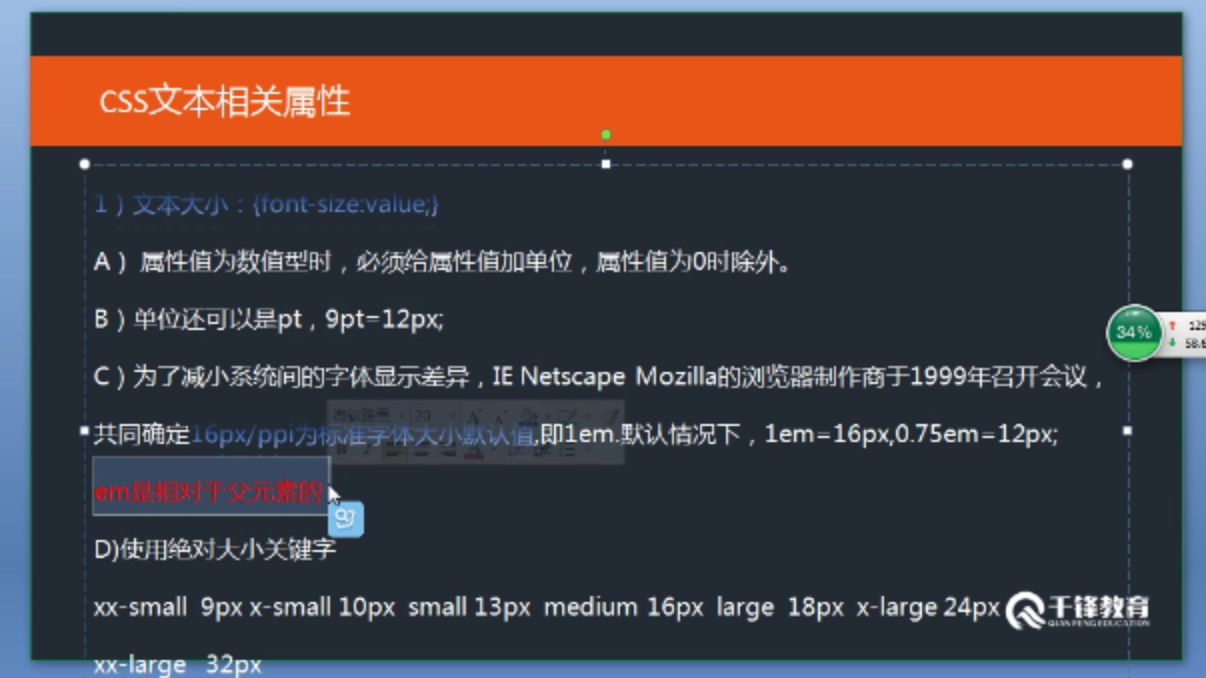 CSS文本相关属性
1）文本大小：{font-size:value;}
A） 属性值为数值型时，必须给属性值加单位，属性值为0时除外。
B）单位还可以是pt，9pt=12px;
C）为了减小系统间的字体显示差异，IE Netscape Mozilla的浏览器制作商于1999年召开会议，
34%
共同确定16px/ppi为标准字体大小默认值,即1em.默认情况下，1em=16px,0.75em=12px;
em是相对于父元素的
D)使用绝对大小关键字
xx-small 9px x-small 10px small 13px medium 16px large 18px x-large 24px
千锋教育
QIANFENG EDUCATION
xx-large 32px